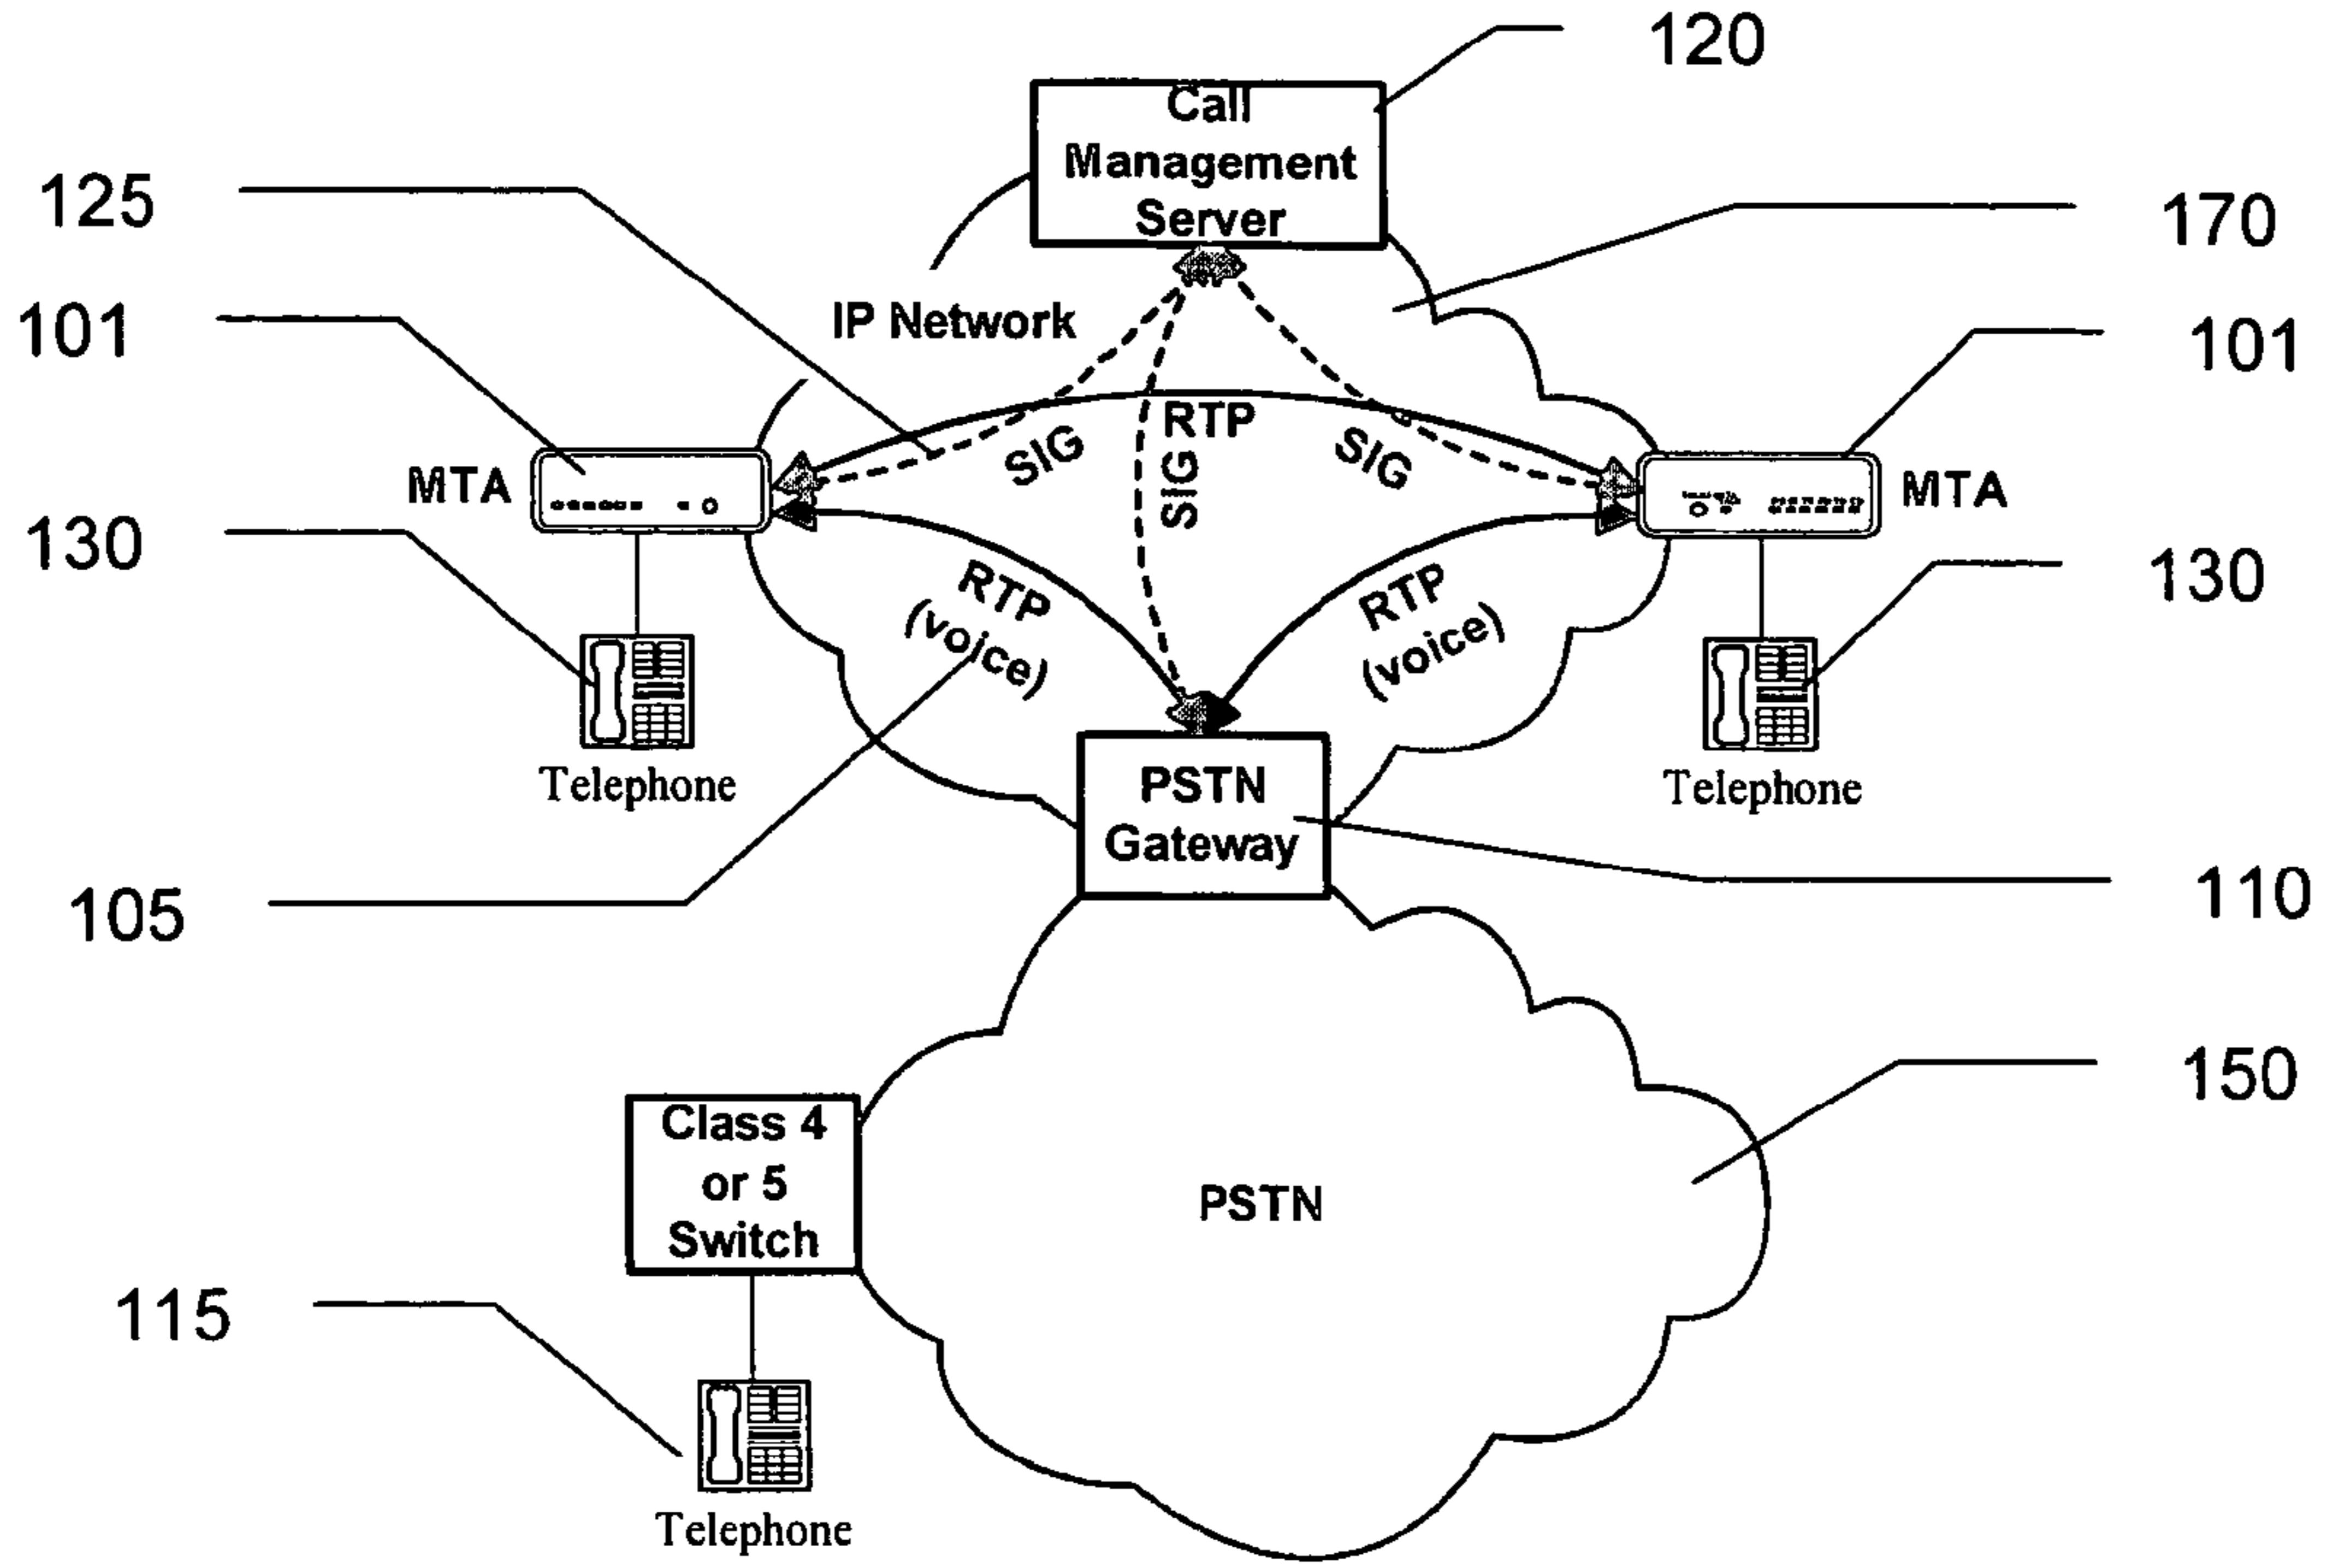 120
Call
Management
Server
125
170
IP Network
101
101
RTP
SIG
SIG
SIG
MTA
MTA
130
130
RTP
(voice)
RTP
(voice)
Telephone
Telephone
PSTN
Gateway
105
110
150
Class 4
or 5
Switch
PSTN
115
Telephone